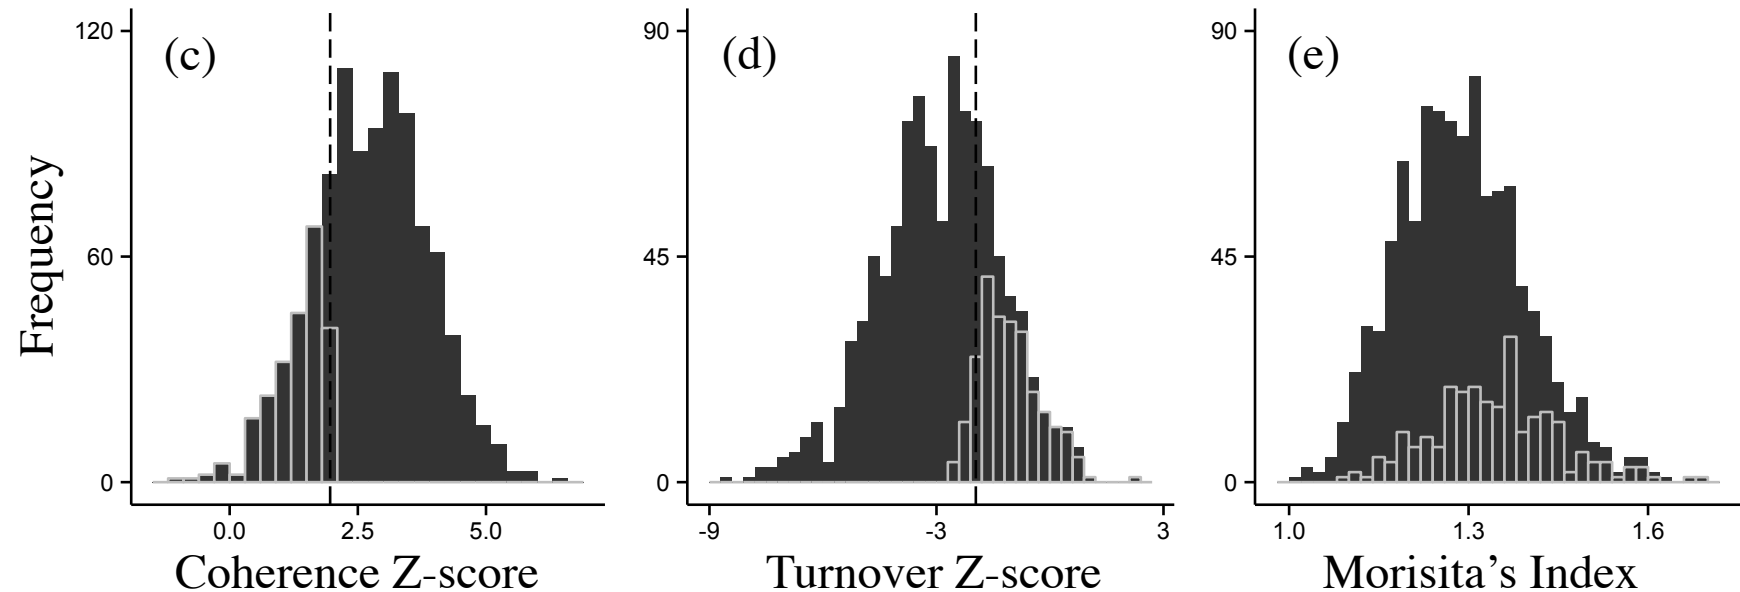 (c)
120
60
0
Frequency
0.0 2.5 5.0
Coherence Z-score
(d)
90
45
0
-9 -3 3
Turnover Z-score
(e)
90
45
0
1.0 1.3 1.6
Morisita’s Index